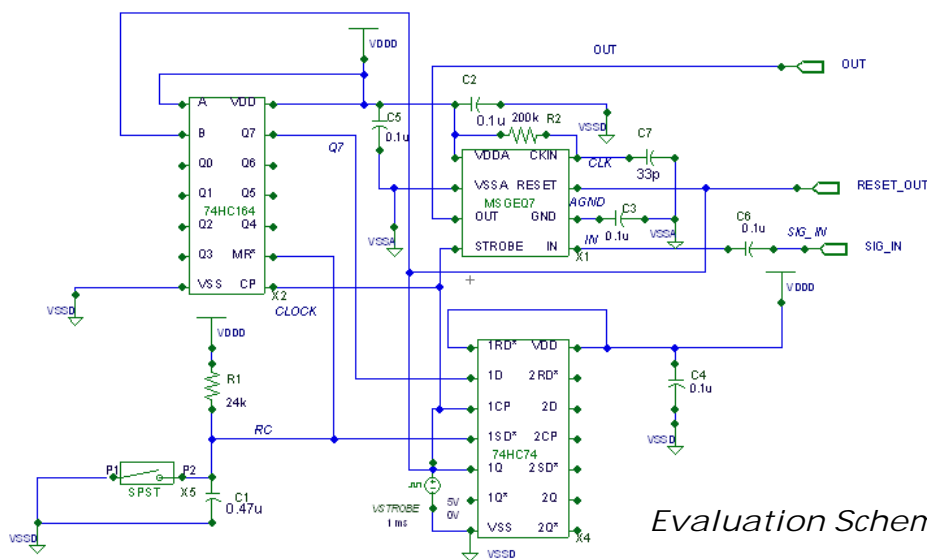 OUT
OUT
VDDD
C2
0.1u
VSSD
200k R2
C5
0.1u
C7
33p
CLK
A VDD
B Q7
Q0 Q6
Q1 Q5
74HC164
Q2 Q4
Q3 MR*
VSS CP
X2
Q7
CLOCK
VSSD
VDDA CKIN
VSSA RESET
MSGEQ7
OUT GND
STROBE IN
X1
AGND
IN
C3
0.1u
VSSA
VSSA
RESET_OUT
C6
0.1u
SIG_IN
SIG_IN
VDDD
VDDD
R1
24k
RC
P1 P2
SPST X5
C1
0.47u
VSSD
1RD* VDD
1D 2RD*
1CP 2D
1SD* 2CP
74HC74
1Q 2SD*
1Q* 2Q
VSS 2Q*
X4
C4
0.1u
VSSD
VSTROBE
1 ms
5V
0V
VSSD
Evaluation Schem